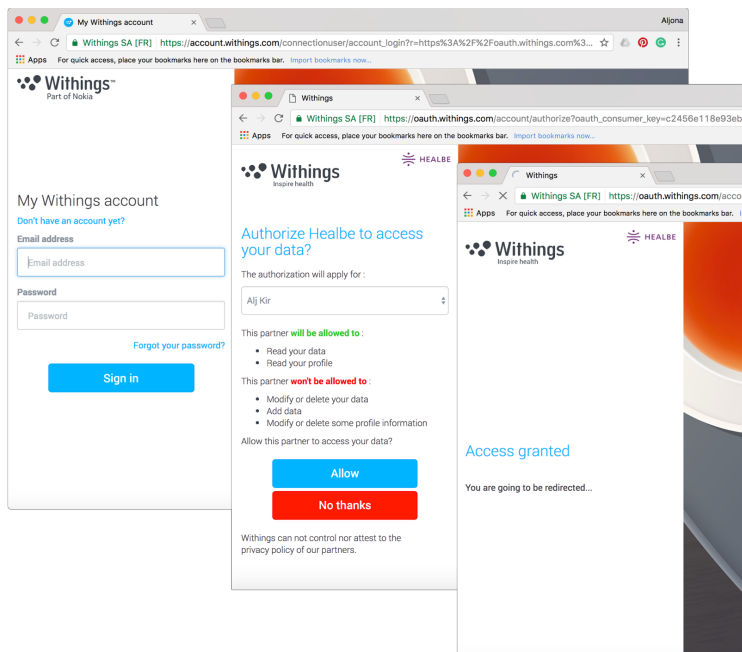 My Withings account
Aljona
Withings SA [FR] https://account.withings.com/connectionuser/account_login?r=https%3A%2F%2Foauth.withings.com%3...
Apps For quick access, place your bookmarks here on the bookmarks bar. Import bookmarks now...
Withings™
Part of Nokia
My Withings account
Don't have an account yet?
Email address
Email address
Password
Password
Forgot your password?
Sign in
Withings
Withings SA [FR] https://oauth.withings.com/account/authorize?oauth_consumer_key=c2456e118e93eb
Apps For quick access, place your bookmarks here on the bookmarks bar. Import bookmarks now...
HEALBE
Withings
Inspire health
Authorize Healbe to access
your data?
The authorization will apply for :
Alj Kir
This partner will be allowed to :
• Read your data
• Read your profile
This partner won't be allowed to :
• Modify or delete your data
• Add data
• Modify or delete some profile information
Allow this partner to access your data?
Allow
No thanks
Withings can not control nor attest to the
privacy policy of our partners.
Withings
Withings SA [FR] https://oauth.withings.com/acco
Apps For quick access, place your bookmarks here on the bookmarks bar.
HEALBE
Withings
Inspire health
Access granted
You are going to be redirected...